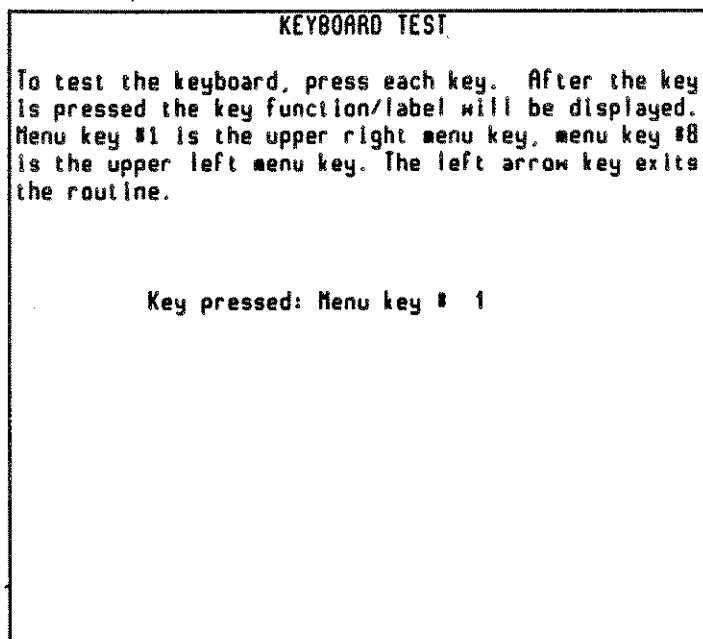 KEYBOARD TEST
To test the keyboard, press each key. After the key
is pressed the key function/label will be displayed.
Menu key #1 is the upper right menu key, menu key #8
is the upper left menu key. The left arrow key exits
the routine.
Key pressed: Menu key # 1